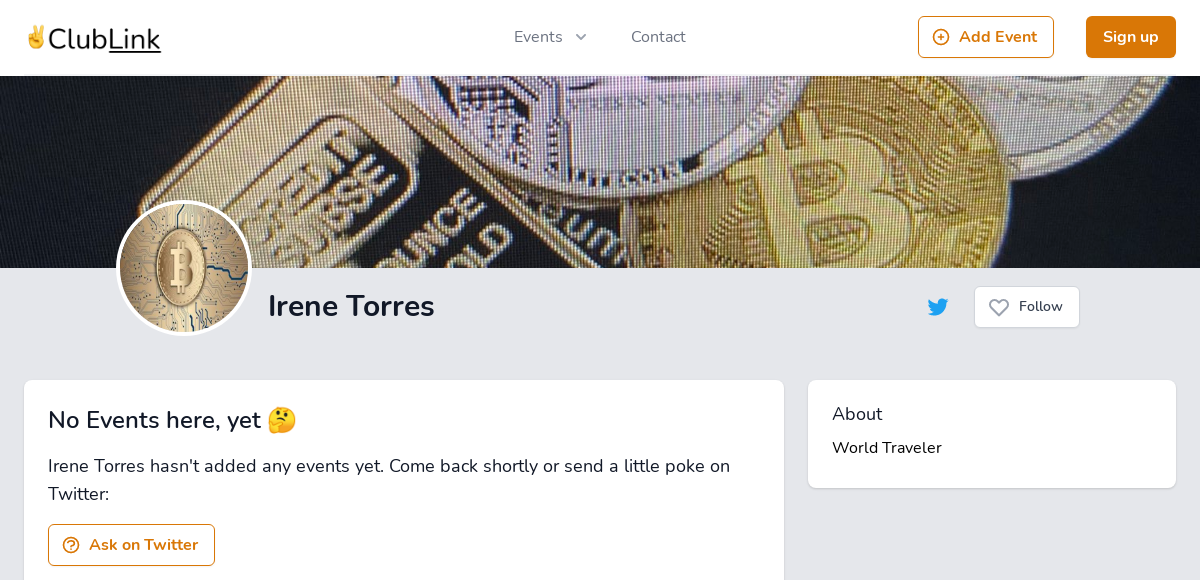 ✌ClubLink
Events
Contact
Add Event
Sign up
OUNCE
Irene Torres
Follow
No Events here, yet 🤔
Irene Torres hasn't added any events yet. Come back shortly or send a little poke on
Twitter:
Ask on Twitter
About
World Traveler